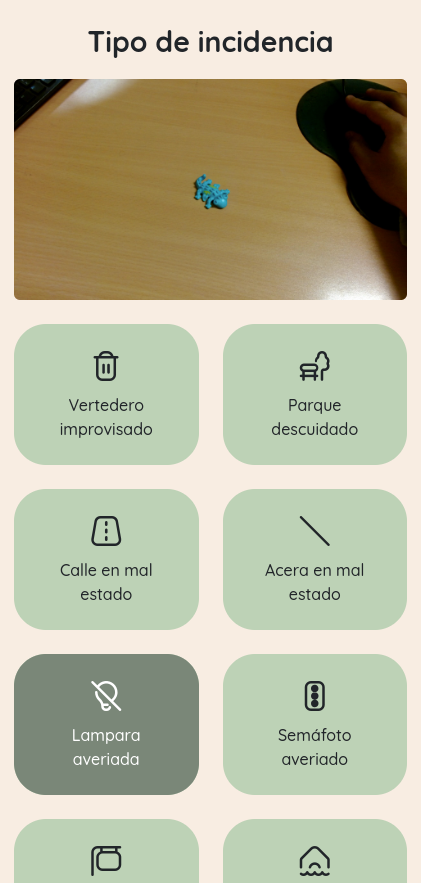 Tipo de incidencia
Vertedero
improvisado
Parque
descuidado
Calle en mal
estado
Acera en mal
estado
Lampara
averiada
Semáfoto
averiado